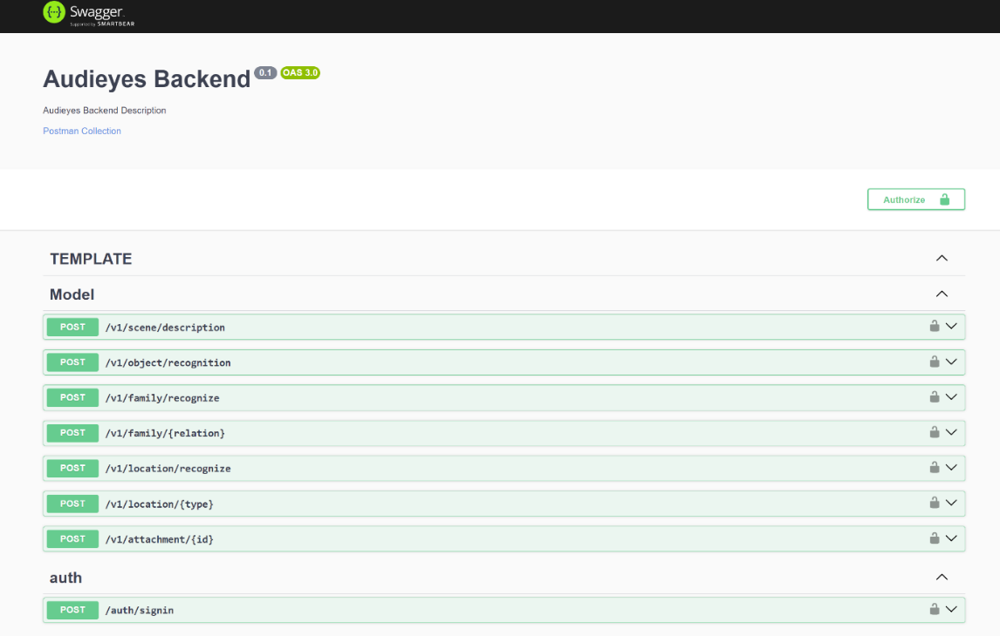 Swagger.
Supported by SMARTBEAR
Audieyes Backend 0.1 OAS 3.0
Audieyes Backend Description
Postman Collection
Authorize
TEMPLATE
Model
POST /v1/scene/description
POST /v1/object/recognition
POST /v1/family/recognize
POST /v1/family/{relation}
POST /v1/location/recognize
POST /v1/location/{type}
POST /v1/attachment/{id}
auth
POST /auth/signin